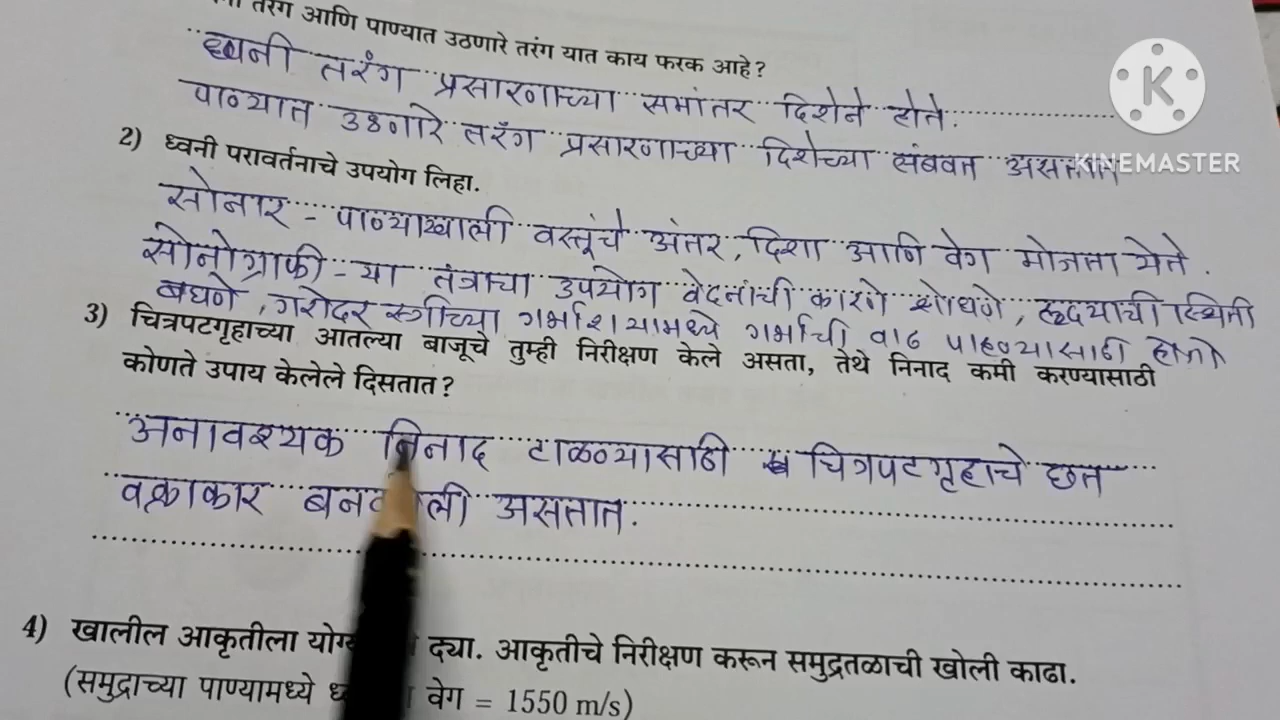 तरंग आणि पाण्यात उठणारे तरंग यात काय फरक आहे?
ध्वनी तरंग प्रसारणाच्या समांतर दिशेने होते.
पाण्यात उठणारे तरंग प्रसारणाच्या दिशेच्या लंबवत असतात
2) ध्वनी परावर्तनाचे उपयोग लिहा.
सोनार - पाण्याखाली वस्तूंचे अंतर, दिशा आणि वेग मोजता येते.
सोनोग्राफी - या तंत्राचा उपयोग वेदनांची कारणे शोधणे, हृदयाची स्थिती
बघणे, गरोदर स्त्रीच्या गर्भाशयामध्ये गर्भाची वाढ पाहण्यासाठी होतो
3) चित्रपटगृहाच्या आतल्या बाजूचे तुम्ही निरीक्षण केले असता, तेथे निनाद कमी करण्यासाठी
कोणते उपाय केलेले दिसतात?
अनावश्यक निनाद टाळण्यासाठी चित्रपटगृहाचे छत
वक्राकार असतात.
4) खालील आकृतीला द्या. आकृतीचे निरीक्षण करून समुद्रतळाची खोली काढा.
(समुद्राच्या पाण्यामध्ये वेग = 1550 m/s)
K
KINEMASTER